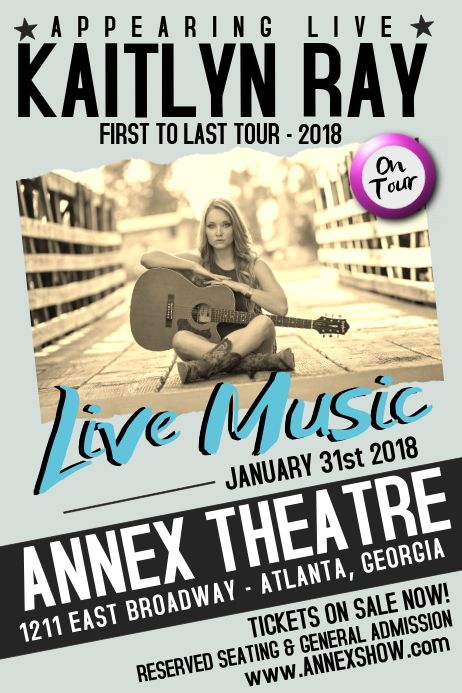 APPEARING LIVE
KAITLYN RAY
FIRST TO LAST TOUR - 2018
On
Tour
Live Music
JANUARY 31st 2018
ANNEX THEATRE
1211 EAST BROADWAY - ATLANTA, GEORGIA
TICKETS ON SALE NOW!
RESERVED SEATING & GENERAL ADMISSION
WWW.ANNEXSHOW.COM